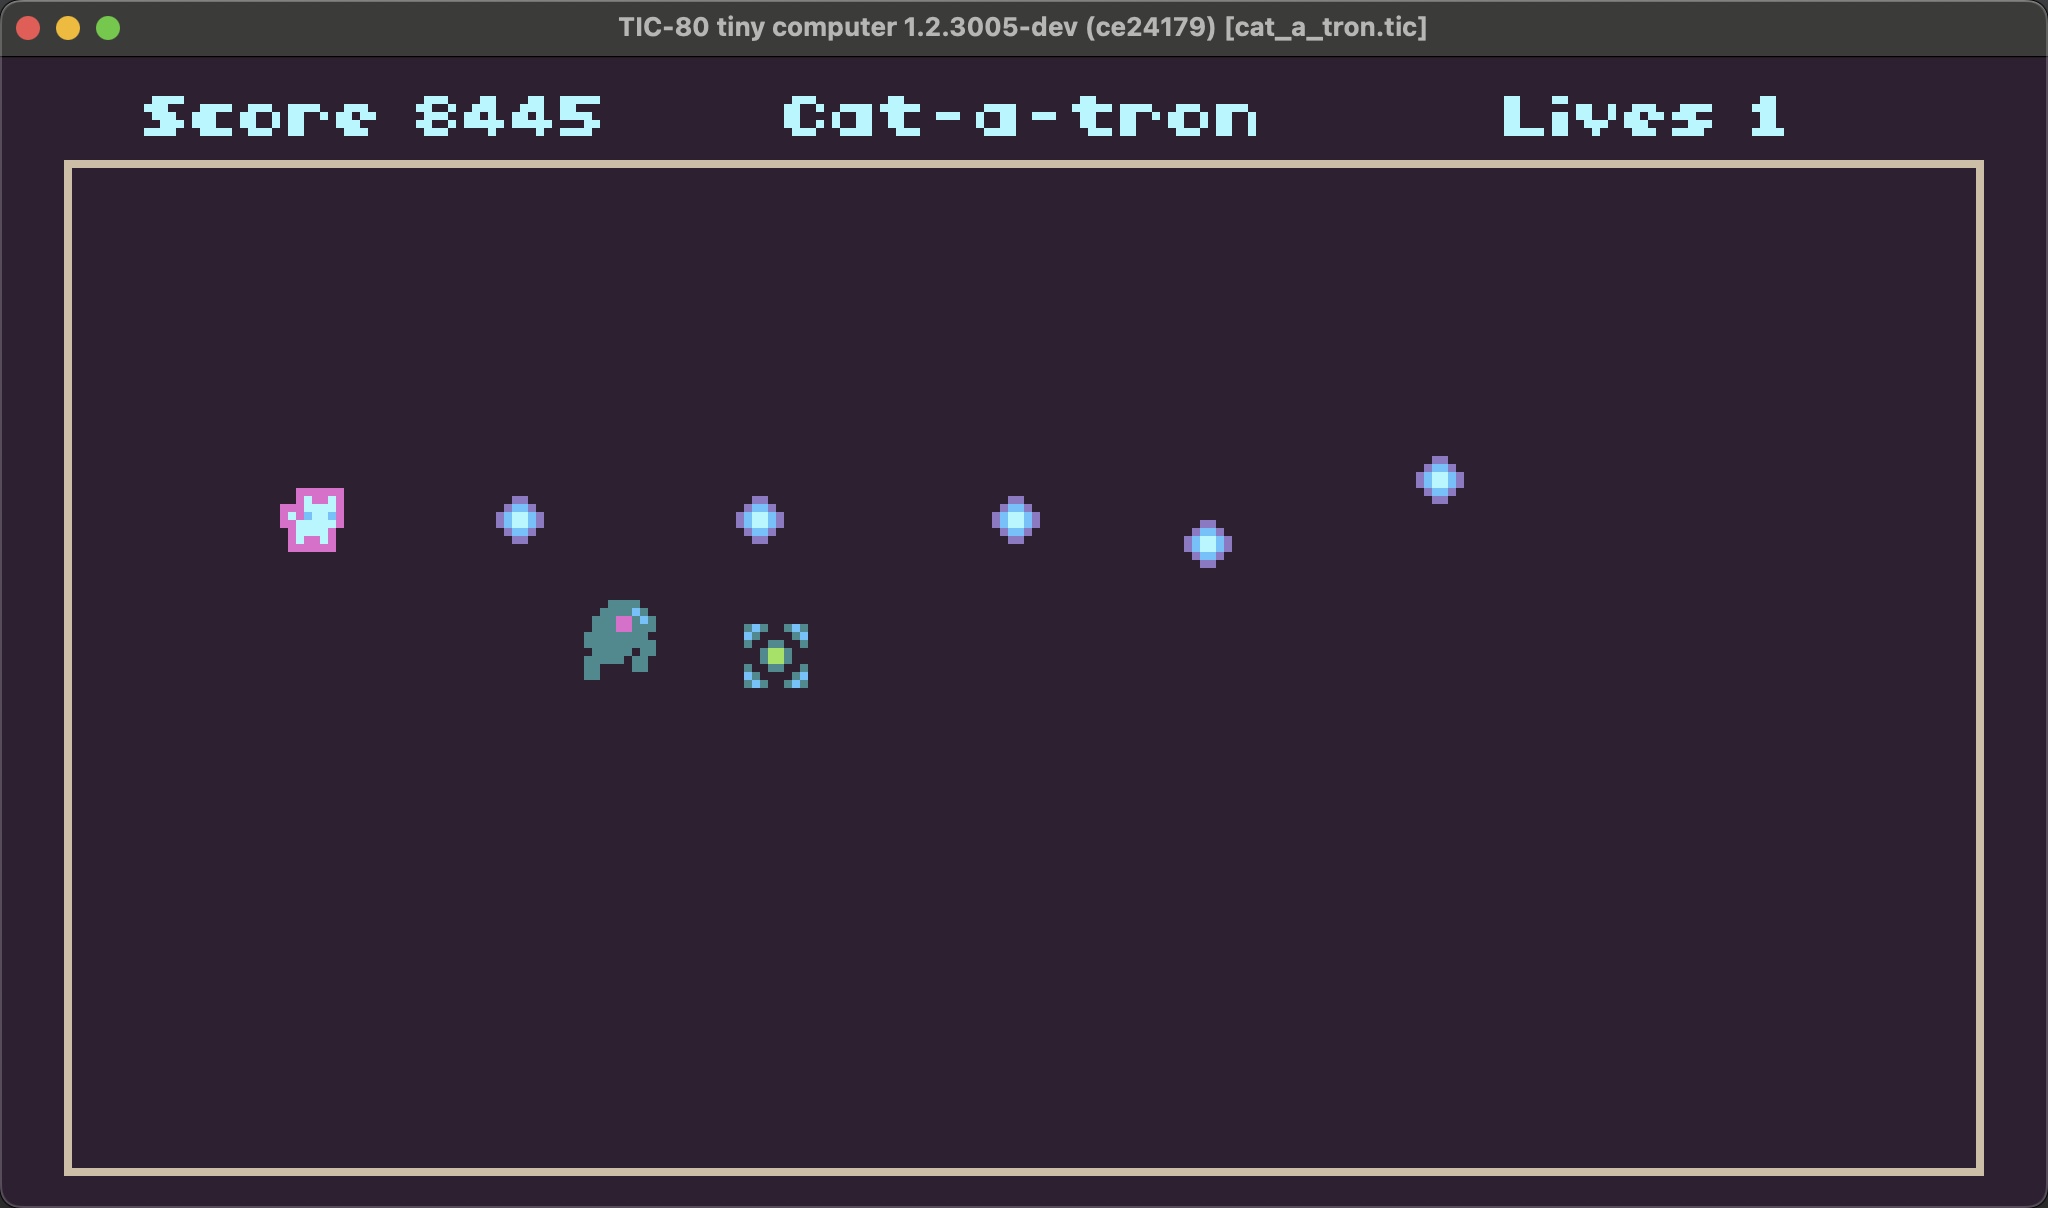 TIC-80 tiny computer 1.2.3005-dev (ce24179) [cat_a_tron.tic]
Score 8445 Cat-a-tron Lives 1